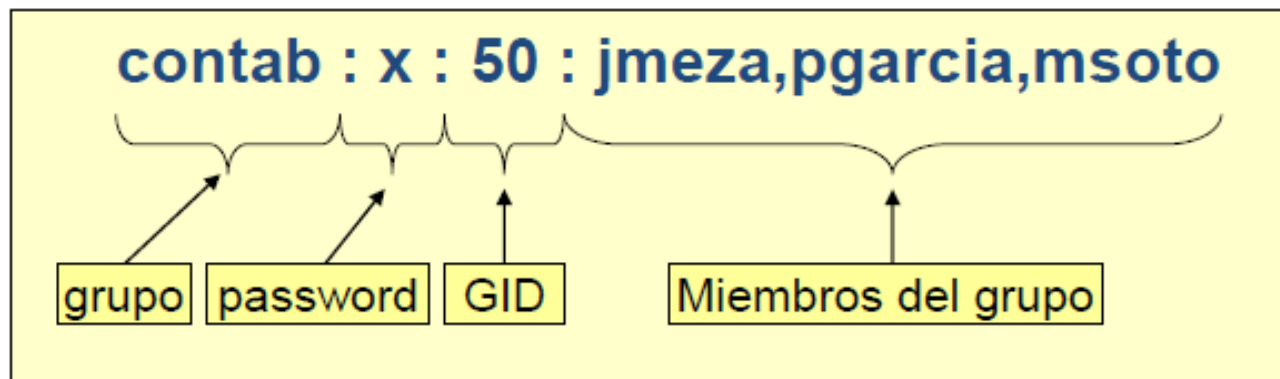 contab : x : 50 : jmeza,pgarcia,msoto
grupo password GID Miembros del grupo